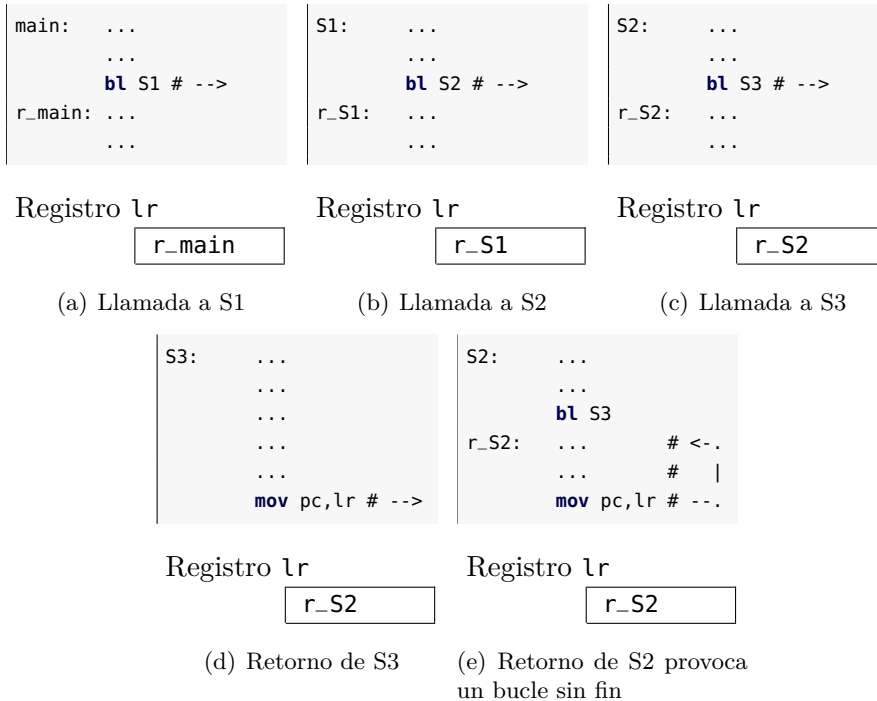 main:   ...
        ...
        bl S1 # -->
r_main: ...
        ...
Registro lr
r_main
(a) Llamada a S1
S1:     ...
        ...
        bl S2 # -->
r_S1:   ...
        ...
Registro lr
r_S1
(b) Llamada a S2
S2:     ...
        ...
        bl S3 # -->
r_S2:   ...
        ...
Registro lr
r_S2
(c) Llamada a S3
S3:     ...
        ...
        ...
        ...
        ...
        mov pc,lr # -->
Registro lr
r_S2
(d) Retorno de S3
S2:     ...
        ...
        bl S3
r_S2:   ...       # <-.
        ...       #   |
        mov pc,lr # --.
Registro lr
r_S2
(e) Retorno de S2 provoca
un bucle sin fin